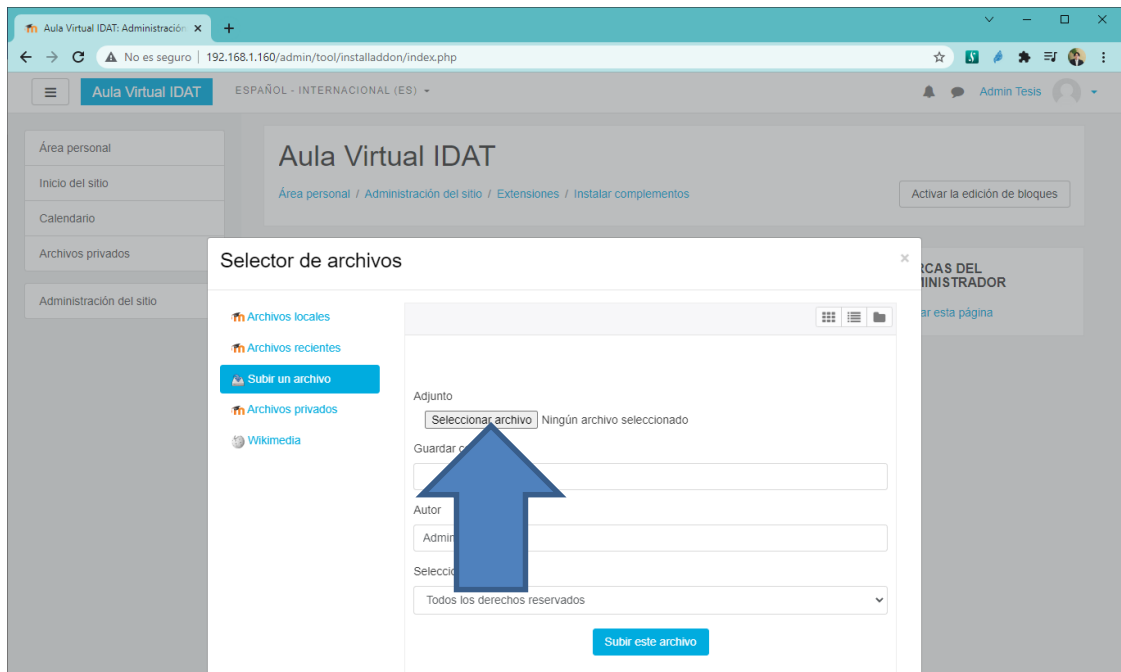 Aula Virtual IDAT: Administración
No es seguro | 192.168.1.160/admin/tool/installaddon/index.php
Aula Virtual IDAT ESPAÑOL - INTERNACIONAL (ES) Admin Tesis
Área personal
Inicio del sitio
Calendario
Archivos privados
Administración del sitio
Aula Virtual IDAT
Área personal / Administración del sitio / Extensiones / Instalar complementos
Activar la edición de bloques
Selector de archivos
Archivos locales
Archivos recientes
Subir un archivo
Archivos privados
Wikimedia
Adjunto
Seleccionar archivo Ningún archivo seleccionado
Guardar
Autor
Admin
Todos los derechos reservados
Subir este archivo
DEL
esta página